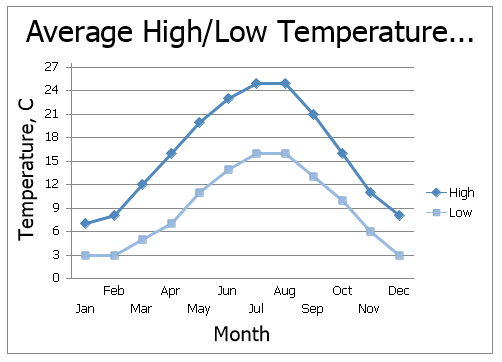 Average High/Low Temperature...
27
24
21
18
15
12
9
6
3
0
Temperature, C
High
Low
Feb Apr Jun Aug Oct Dec
Jan Mar May Jul Sep Nov
Month